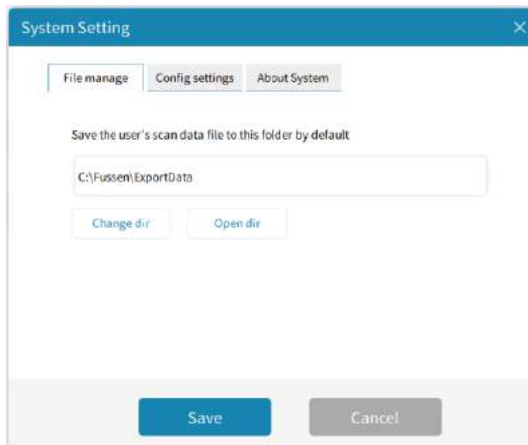 System Setting
File manage Config settings About System
Save the user's scan data file to this folder by default
C:\Fussen\ExportData
Change dir Open dir
Save Cancel